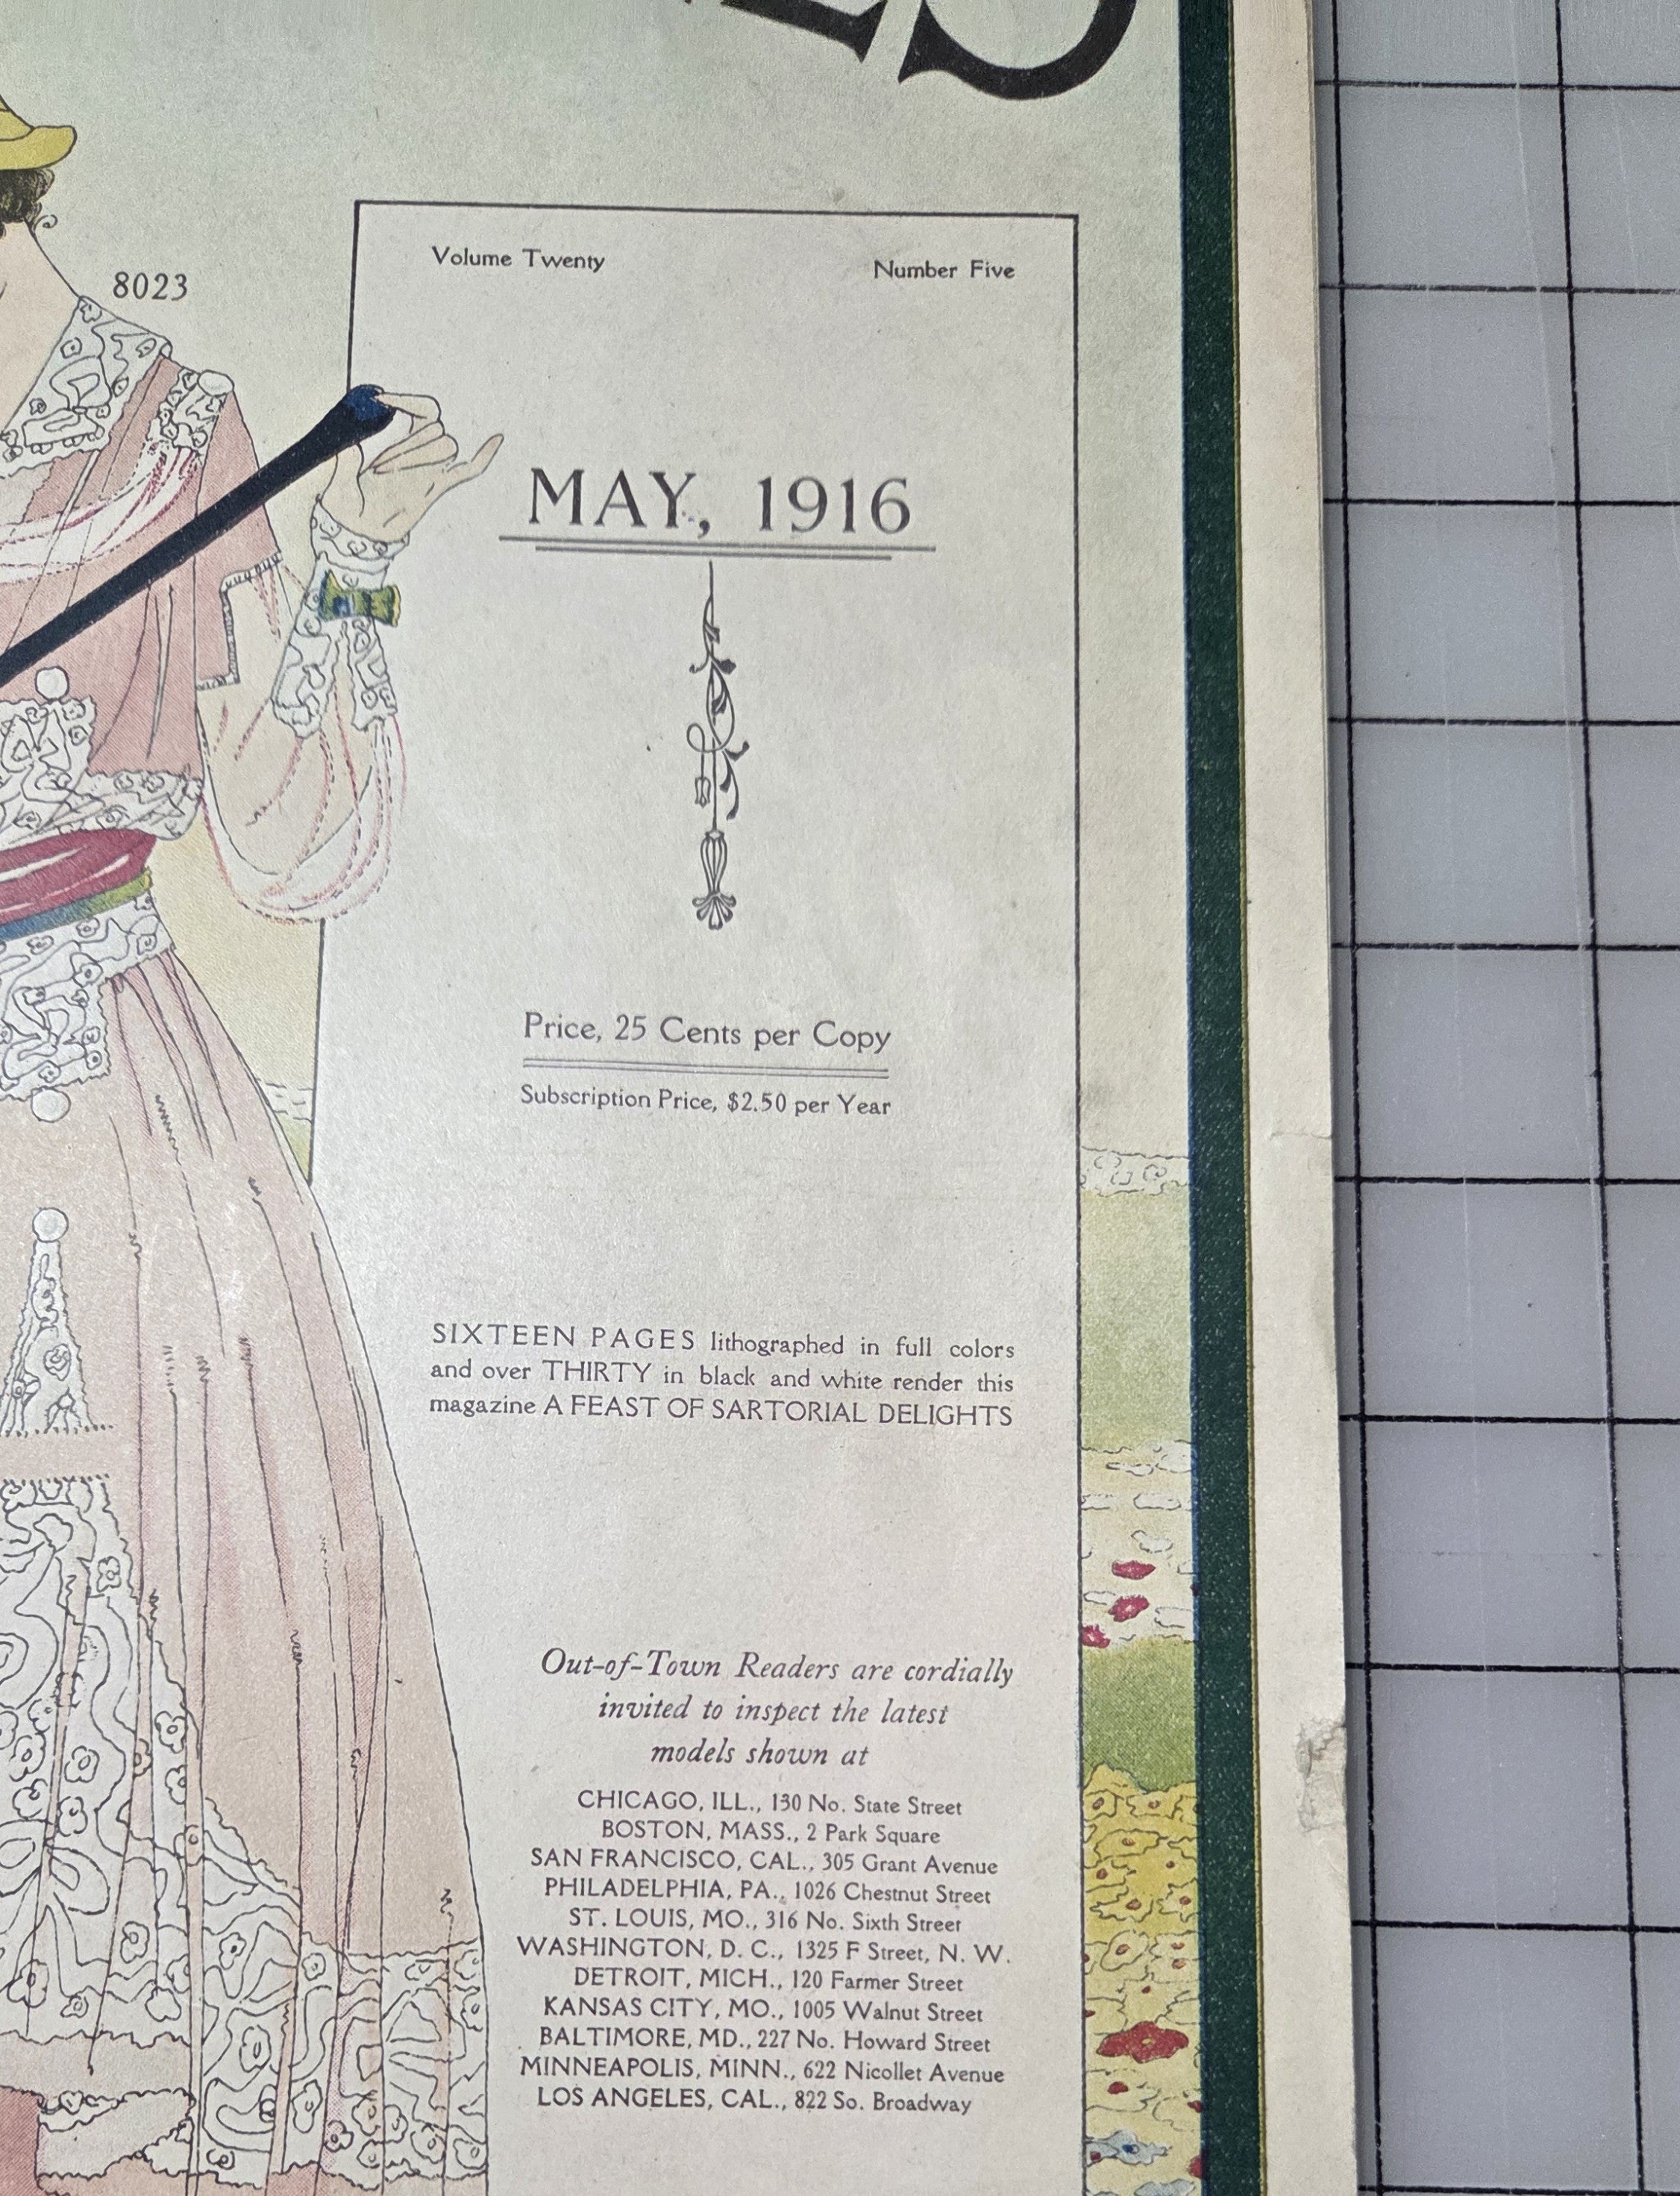 ES
Volume Twenty Number Five
8023
MAY, 1916
Price, 25 Cents per Copy
Subscription Price, $2.50 per Year
SIXTEEN PAGES lithographed in full colors
and over THIRTY in black and white render this
magazine A FEAST OF SARTORIAL DELIGHTS
Out-of-Town Readers are cordially
invited to inspect the latest
models shown at
CHICAGO, ILL., 130 No. State Street
BOSTON, MASS., 2 Park Square
SAN FRANCISCO, CAL., 305 Grant Avenue
PHILADELPHIA, PA., 1026 Chestnut Street
ST. LOUIS, MO., 316 No. Sixth Street
WASHINGTON, D. C., 1325 F Street, N. W.
DETROIT, MICH., 120 Farmer Street
KANSAS CITY, MO., 1005 Walnut Street
BALTIMORE, MD., 227 No. Howard Street
MINNEAPOLIS, MINN., 622 Nicollet Avenue
LOS ANGELES, CAL., 822 So. Broadway